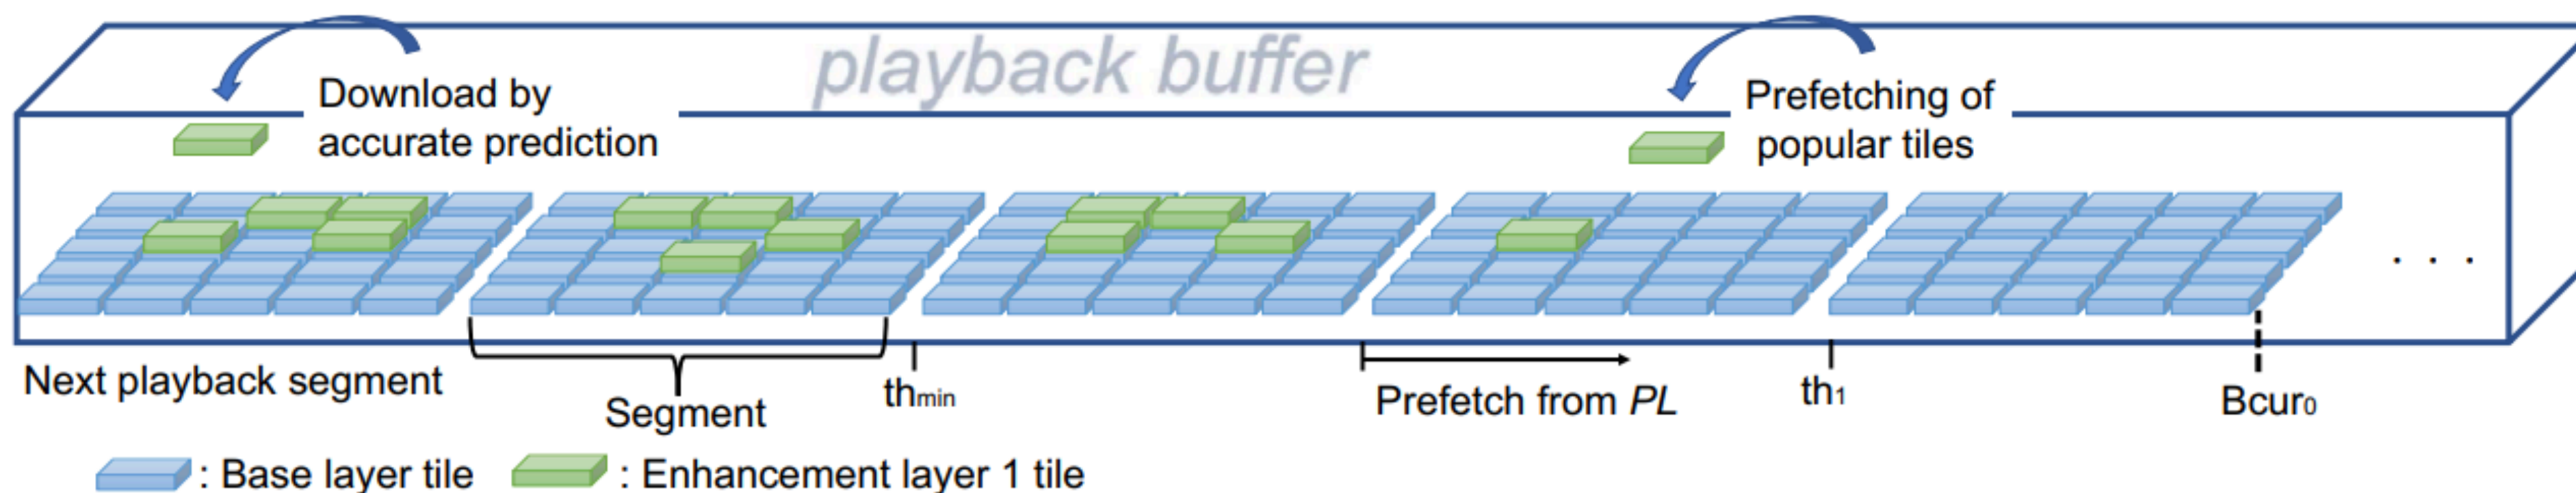 playback buffer
Download by
accurate prediction
Prefetching of
popular tiles
. . .
Next playback segment
Segment
thmin
Prefetch from PL
th1
Bcur0
: Base layer tile
: Enhancement layer 1 tile